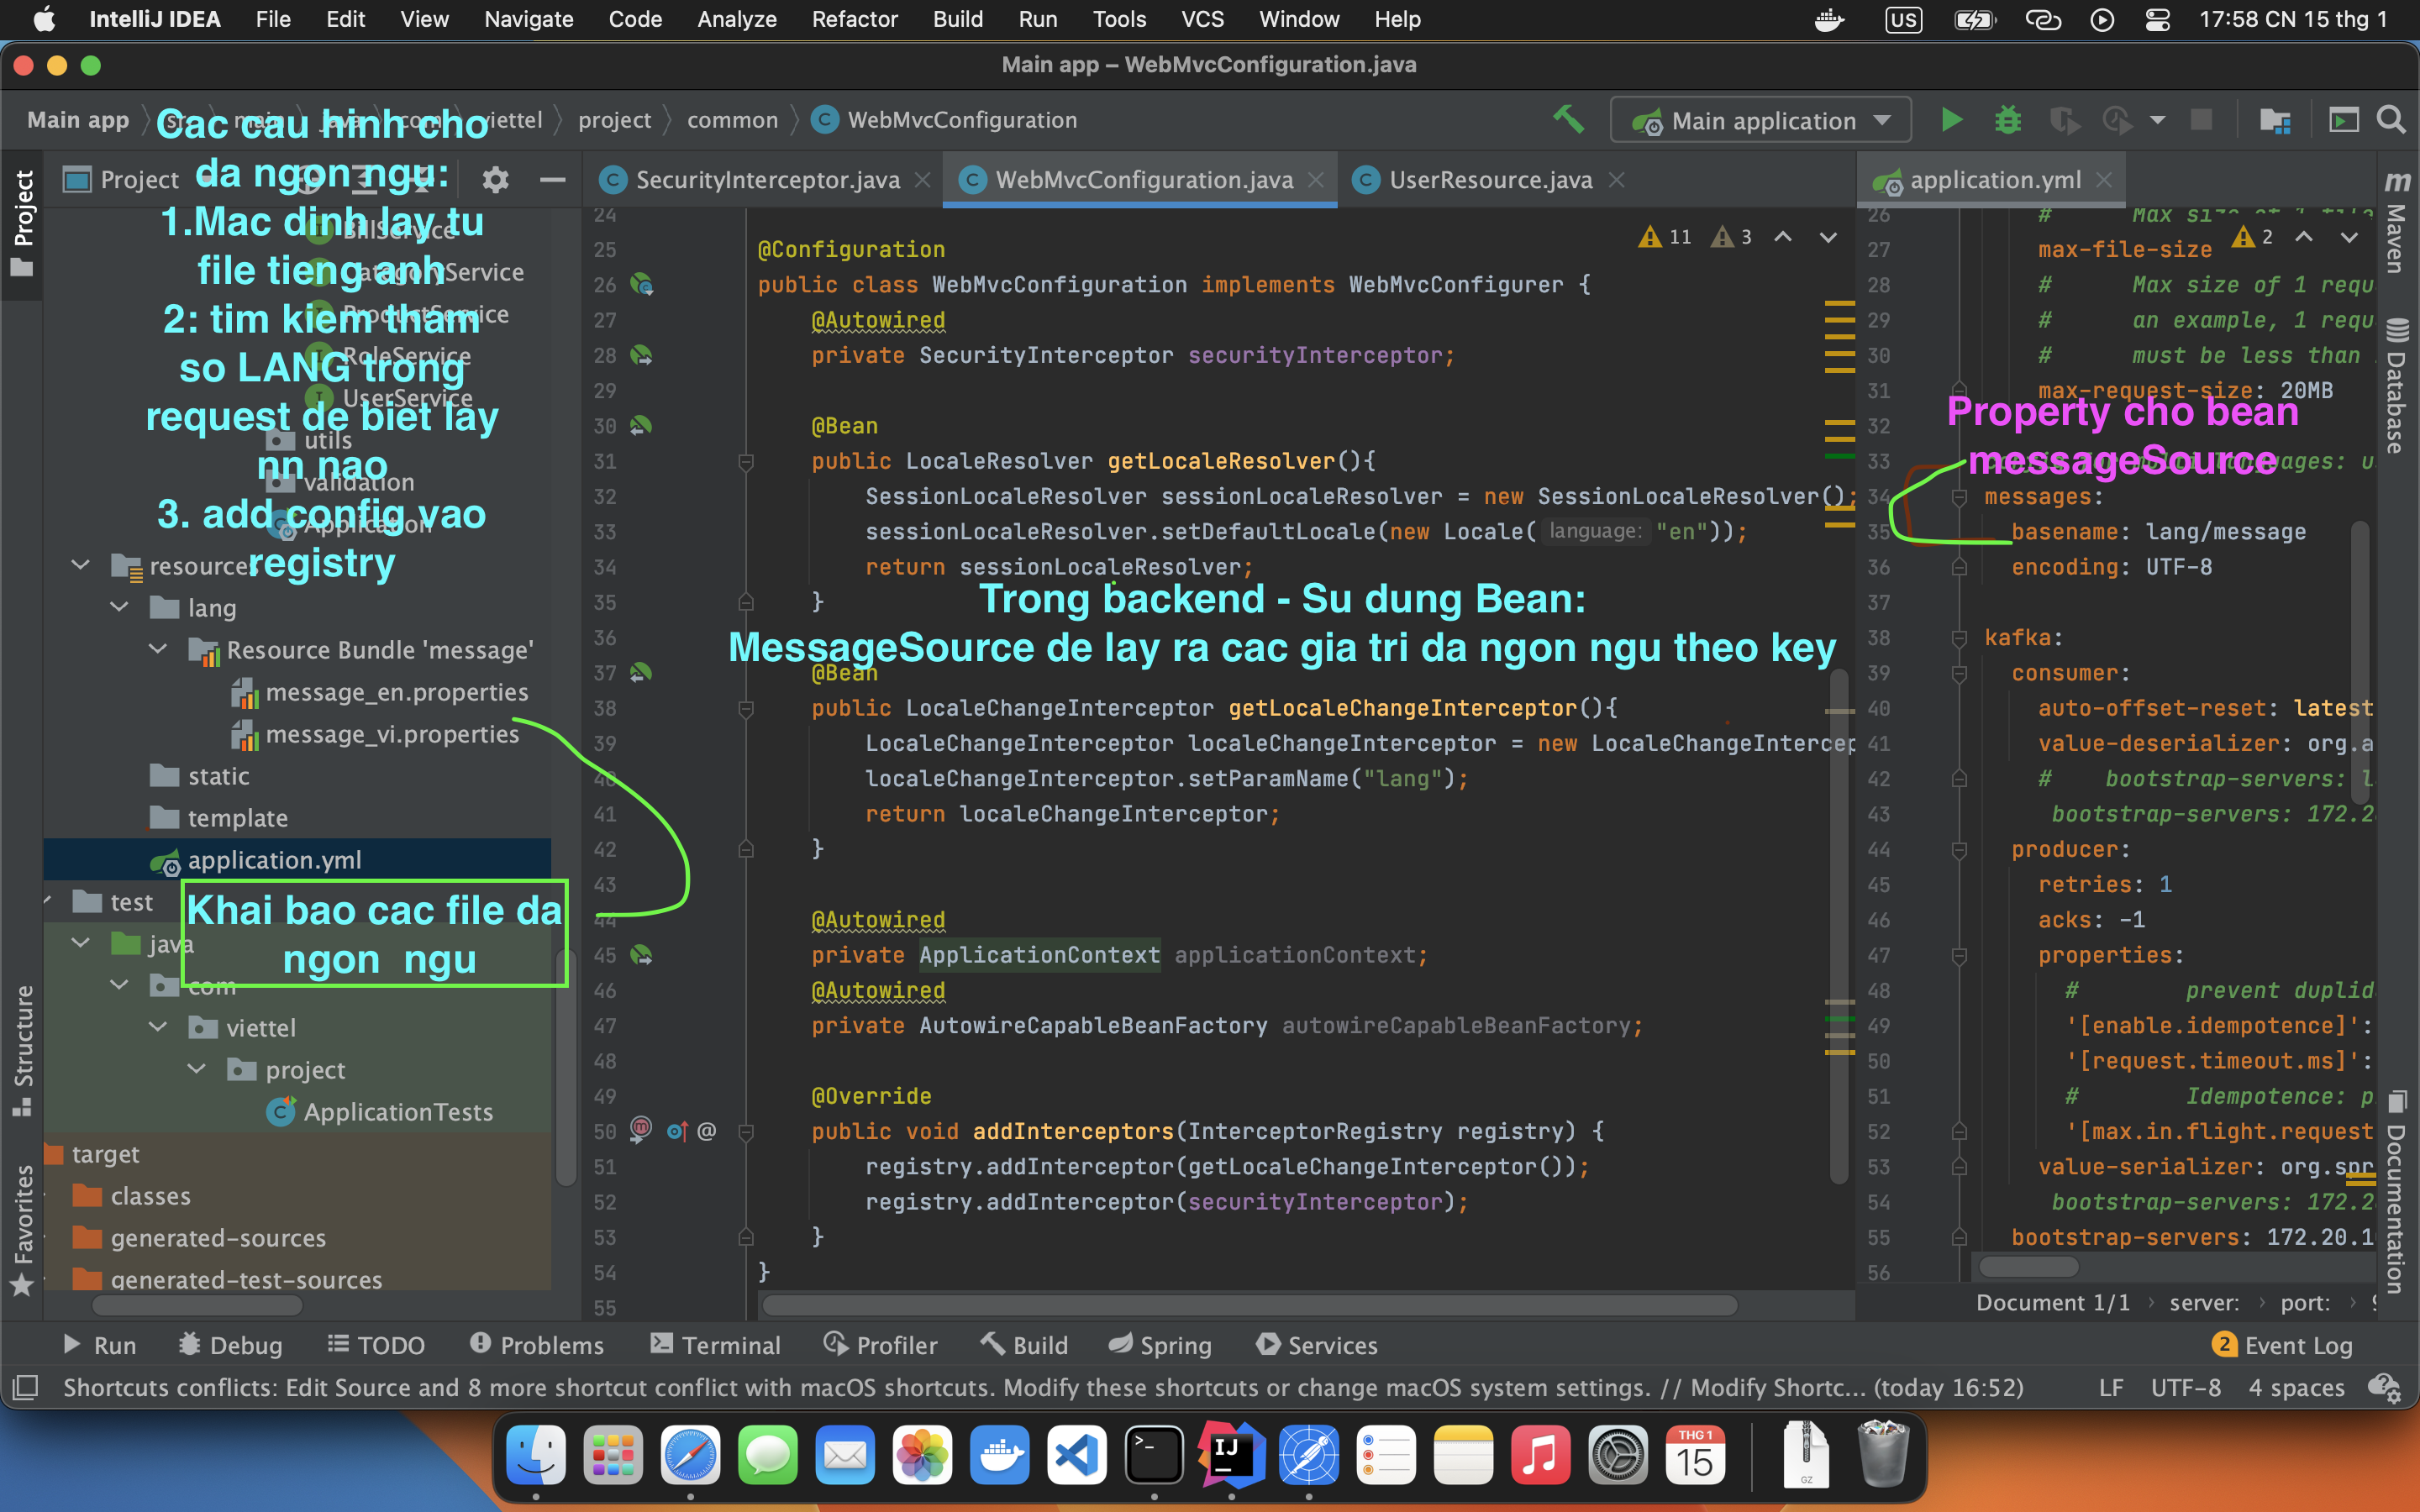 IntelliJ IDEA File Edit View Navigate Code Analyze Refactor Build Run Tools VCS Window Help US 17:58 CN 15 thg 1
Main app – WebMvcConfiguration.java
Main app viettel project common WebMvcConfiguration Main application
Cac cau hinh cho
da ngon ngu:
1.Mac dinh lay tu
file tieng anh
2: tim kiem tham
so LANG trong
request de biet lay
nn nao
3. add config vao
registry
Project
Project
BillService
CategoryService
ProductService
RoleService
UserService
utils
validation
Application
resources
lang
Resource Bundle 'message'
message_en.properties
message_vi.properties
static
template
application.yml
test
java
com
viettel
project
ApplicationTests
target
classes
generated-sources
generated-test-sources
Khai bao cac file da
ngon ngu
Structure
Favorites
SecurityInterceptor.java WebMvcConfiguration.java UserResource.java
11 3
24
25 @Configuration
26 public class WebMvcConfiguration implements WebMvcConfigurer {
27 @Autowired
28 private SecurityInterceptor securityInterceptor;
29
30 @Bean
31 public LocaleResolver getLocaleResolver(){
32 SessionLocaleResolver sessionLocaleResolver = new SessionLocaleResolver();
33 sessionLocaleResolver.setDefaultLocale(new Locale( language: "en"));
34 return sessionLocaleResolver;
35 }
Trong backend - Su dung Bean:
36
MessageSource de lay ra cac gia tri da ngon ngu theo key
37 @Bean
38 public LocaleChangeInterceptor getLocaleChangeInterceptor(){
39 LocaleChangeInterceptor localeChangeInterceptor = new LocaleChangeIntercep
40 localeChangeInterceptor.setParamName("lang");
41 return localeChangeInterceptor;
42 }
43
44 @Autowired
45 private ApplicationContext applicationContext;
46 @Autowired
47 private AutowireCapableBeanFactory autowireCapableBeanFactory;
48
49 @Override
50 @ public void addInterceptors(InterceptorRegistry registry) {
51 registry.addInterceptor(getLocaleChangeInterceptor());
52 registry.addInterceptor(securityInterceptor);
53 }
54 }
55
application.yml
2
26 # Max size of 1 file
27 max-file-size
28 # Max size of 1 requ
29 # an example, 1 requ
30 # must be less than
31 max-request-size: 20MB
Property cho bean
32
messageSource
33 languages: u
34 messages:
35 basename: lang/message
36 encoding: UTF-8
37
38 kafka:
39 consumer:
40 auto-offset-reset: latest
41 value-deserializer: org.a
42 # bootstrap-servers: l
43 bootstrap-servers: 172.2
44 producer:
45 retries: 1
46 acks: -1
47 properties:
48 # prevent duplid
49 '[enable.idempotence]':
50 '[request.timeout.ms]':
51 # Idempotence: p
52 '[max.in.flight.request
53 value-serializer: org.spr
54 bootstrap-servers: 172.2
55 bootstrap-servers: 172.20.1
56
Document 1/1 server: port: 9
m Maven
Database
Documentation
Run Debug TODO Problems Terminal Profiler Build Spring Services 2 Event Log
Shortcuts conflicts: Edit Source and 8 more shortcut conflict with macOS shortcuts. Modify these shortcuts or change macOS system settings. // Modify Shortc... (today 16:52) LF UTF-8 4 spaces
IJ
THG 1
15
GZ